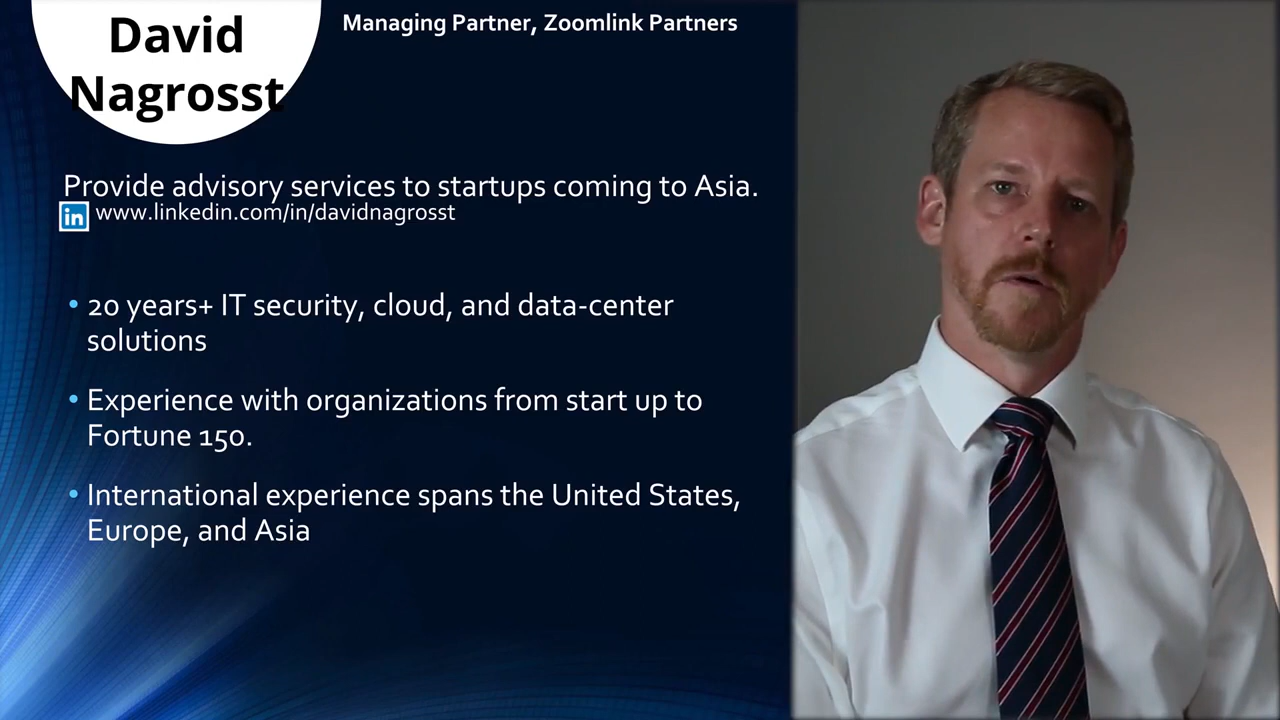 David
Nagrosst
Managing Partner, Zoomlink Partners
Provide advisory services to startups coming to Asia.
in www.linkedin.com/in/davidnagrosst
• 20 years+ IT security, cloud, and data-center
solutions
• Experience with organizations from start up to
Fortune 150.
• International experience spans the United States,
Europe, and Asia